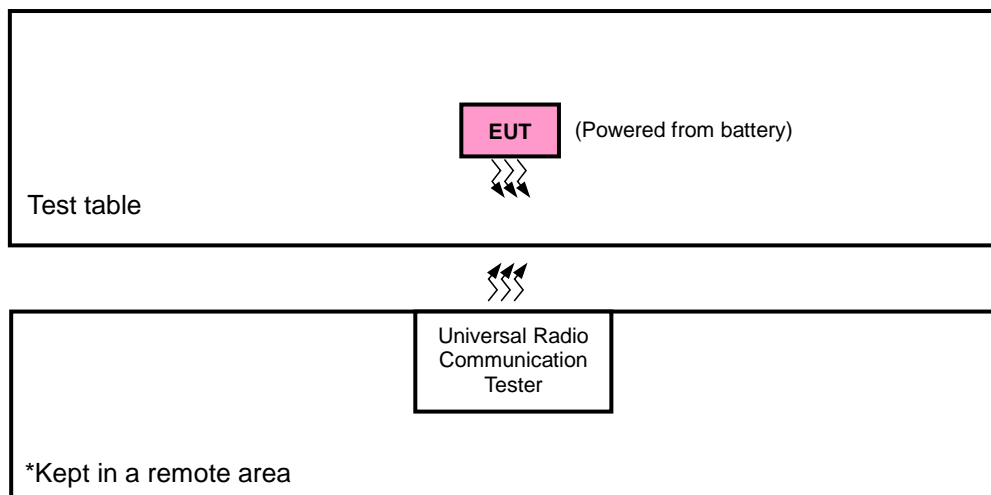 EUT
(Powered from battery)
Test table
Universal Radio
Communication
Tester
*Kept in a remote area